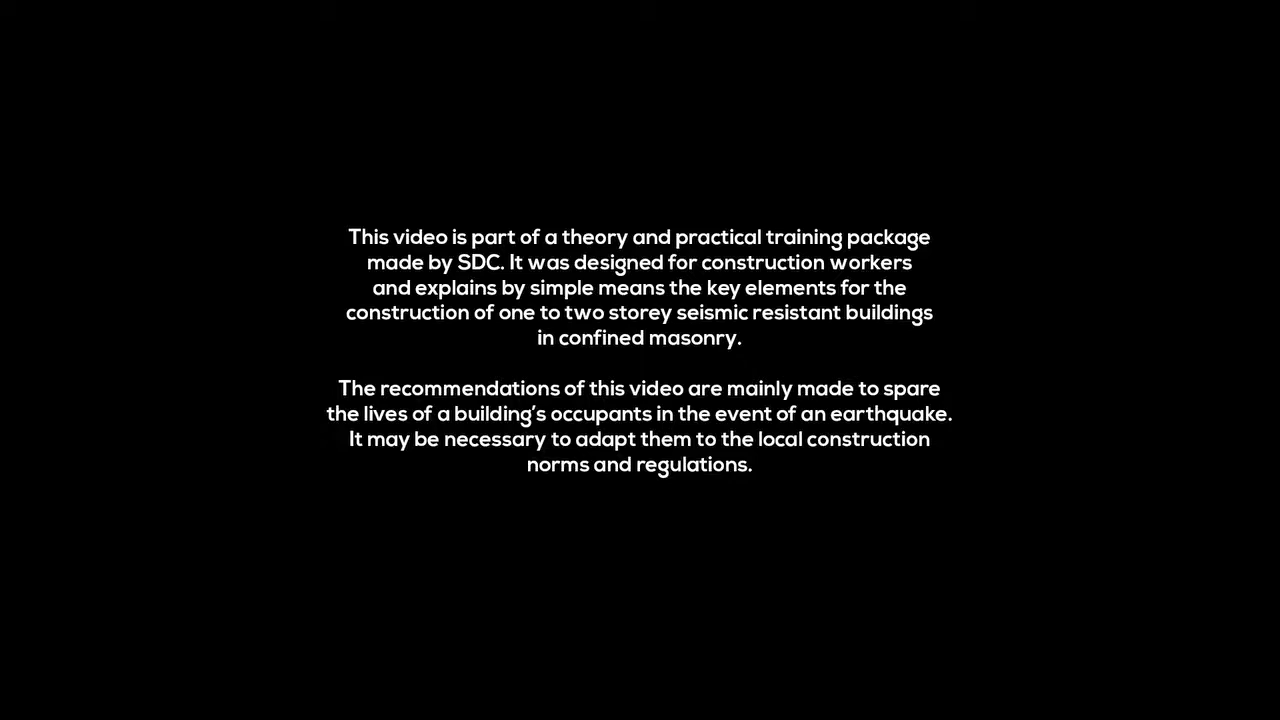 This video is part of a theory and practical training package
made by SDC. It was designed for construction workers
and explains by simple means the key elements for the
construction of one to two storey seismic resistant buildings
in confined masonry.
The recommendations of this video are mainly made to spare
the lives of a building’s occupants in the event of an earthquake.
It may be necessary to adapt them to the local construction
norms and regulations.